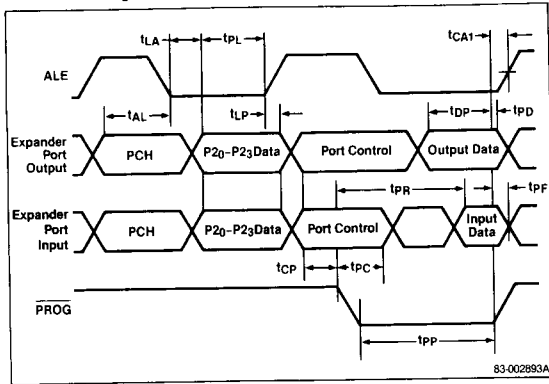 tLA tPL tCA1
ALE
tAL tLP tDP tPD
Expander Port Output
PCH P20-P23Data Port Control Output Data
tPR tPF
Expander Port Input
PCH P20-P23Data Port Control Input Data
tCP tPC
PROG
tPP
83-002893A